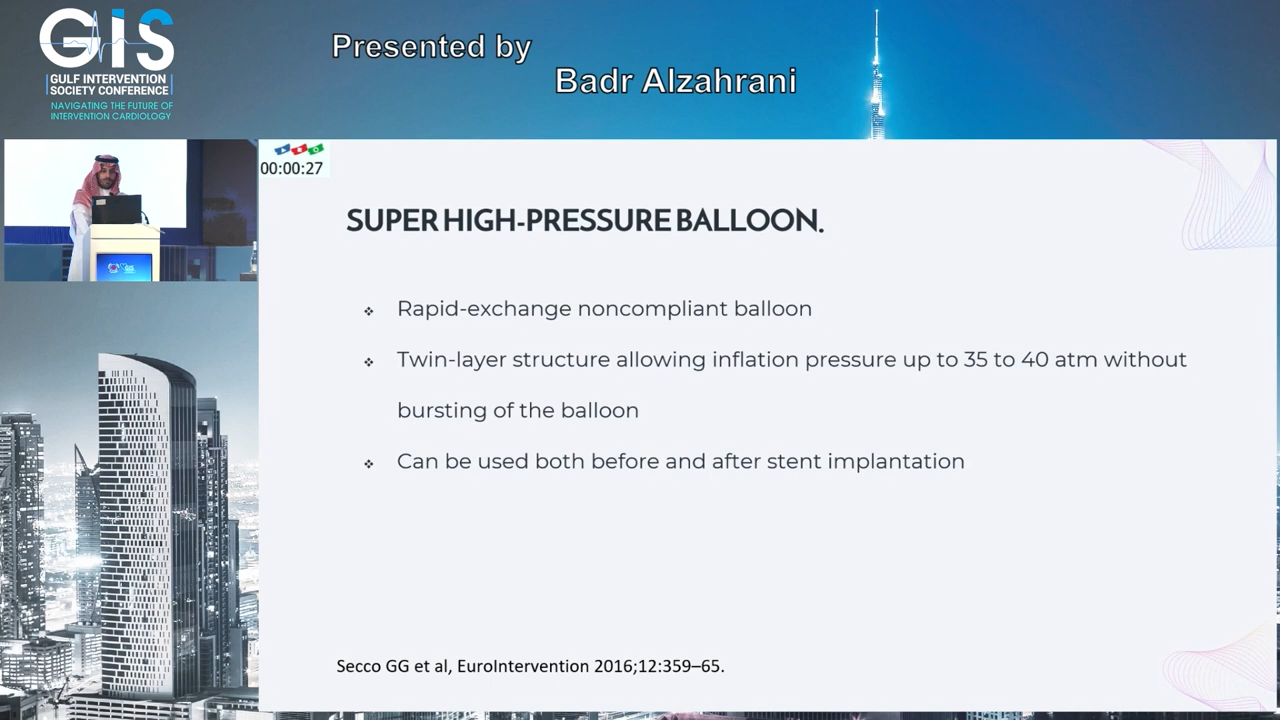 GIS
GULF INTERVENTION
SOCIETY CONFERENCE
NAVIGATING THE FUTURE OF
INTERVENTION CARDIOLOGY
Presented by
Badr Alzahrani
00:00:27
SUPER HIGH-PRESSURE BALLOON.
❖ Rapid-exchange noncompliant balloon
❖ Twin-layer structure allowing inflation pressure up to 35 to 40 atm without
bursting of the balloon
❖ Can be used both before and after stent implantation
Secco GG et al, EuroIntervention 2016;12:359–65.